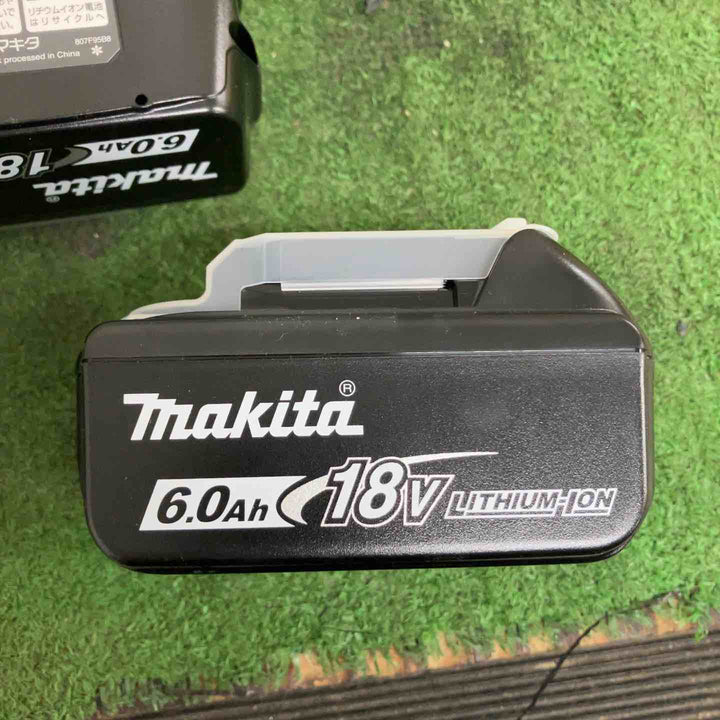 リチウムイオン電池
はリサイクルへ
マキタ
807F95B8
processed in China
6.0Ah 18
makita®
makita®
6.0Ah 18V LITHIUM-ION